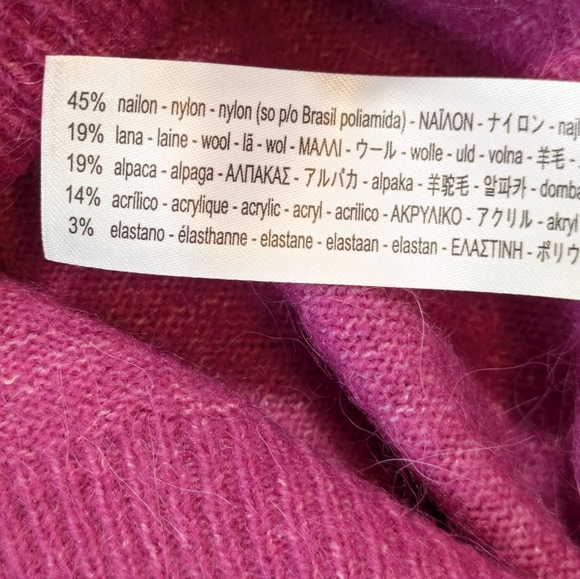 45% nailon - nylon - nylon (so p/o Brasil poliamida) - ΝΑΪΛΟΝ - ナイロン -
19% lana - laine - wool - lã - wol - ΜΑΛΛΙ - ウール - wolle - uld - volna - 羊毛 -
19% alpaca - alpaga - ΑΛΠΑΚΑΣ - アルパカ - alpaka - 羊驼毛 - 알파카 -
14% acrílico - acrylique - acrylic - acryl - acrilico - ΑΚΡΥΛΙΚΟ - アクリル - akryl
3% elastano - élasthanne - elastane - elastaan - elastan - ΕΛΑΣΤΙΝΗ -